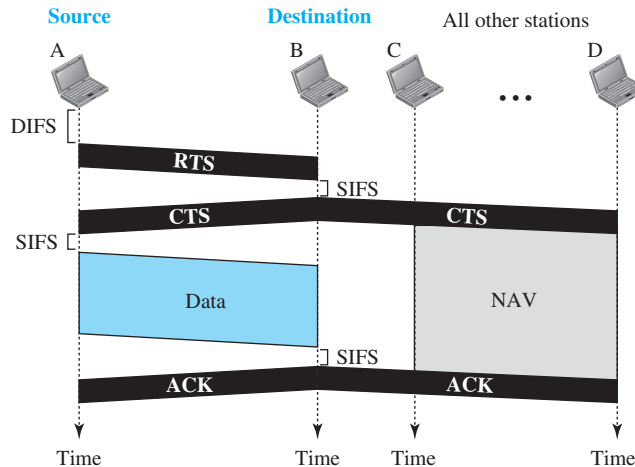 Source
Destination
All other stations
A
B
C
D
DIFS
RTS
SIFS
CTS
CTS
SIFS
Data
NAV
SIFS
ACK
ACK
Time
Time
Time
Time